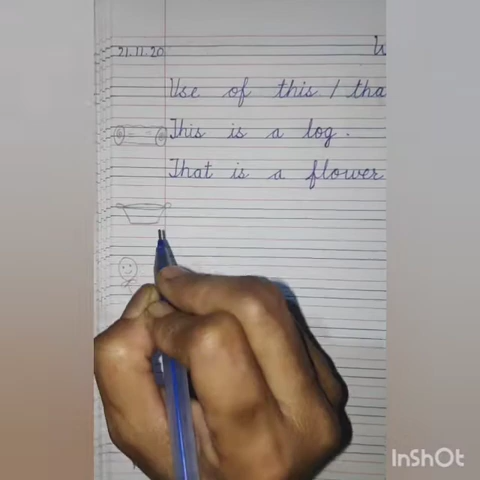 21.11.20
Use of this / tha
This is a log.
That is a flower
InShOt